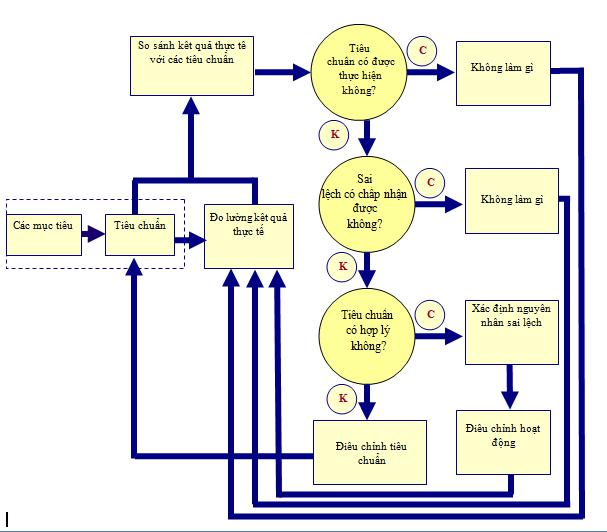 So sánh kết quả thực tế
với các tiêu chuẩn
Tiêu
chuẩn có được
thực hiện
không?
C
Không làm gì
K
Sai
lệch có chấp nhận
được
không?
C
Không làm gì
Các mục tiêu
Tiêu chuẩn
Đo lường kết quả
thực tế
K
Tiêu chuẩn
có hợp lý
không?
C
Xác định nguyên
nhân sai lệch
K
Điều chỉnh tiêu
chuẩn
Điều chỉnh hoạt
động